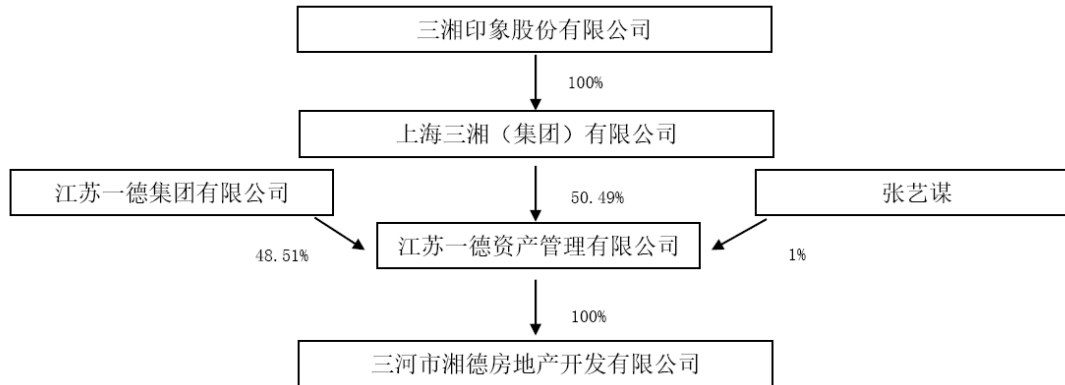 三湘印象股份有限公司
100%
上海三湘（集团）有限公司
江苏一德集团有限公司
50.49%
张艺谋
江苏一德资产管理有限公司
48.51%
1%
100%
三河市湘德房地产开发有限公司